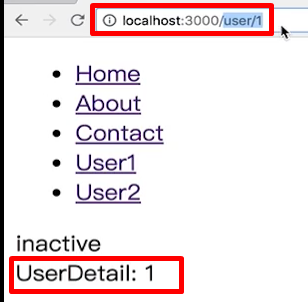 localhost:3000/user/1
Home
About
Contact
User1
User2
inactive
UserDetail: 1